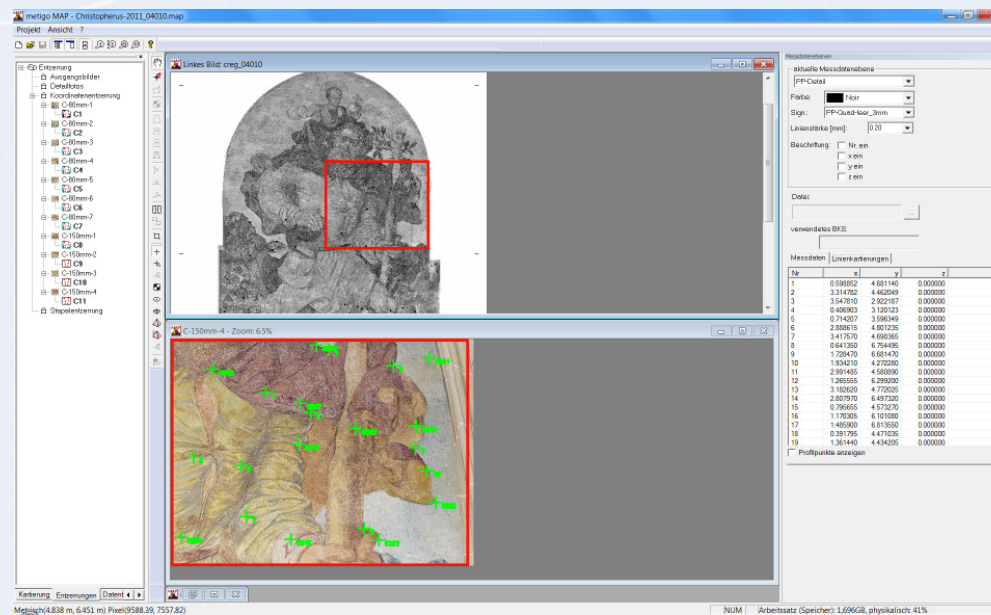 metigo MAP - Christopherus-2011_04010.map
Projekt Ansicht ?
Entzerrung
Ausgangsbilder
Detailfotos
Koordinatenentzerrung
C-80mm-1
C1
C-80mm-2
C2
C-80mm-3
C3
C-80mm-4
C4
C-80mm-5
C5
C-80mm-6
C6
C-80mm-7
C7
C-150mm-1
C8
C-150mm-2
C9
C-150mm-3
C10
C-150mm-4
C11
Stapelentzerrung
Kartierung Entzerrungen Datent
Linkes Bild: creg_04010
C-150mm-4 - Zoom: 6.5%
Messdatenebenen
aktuelle Messdatenebene
PP-Detail
Farbe: Noir
Sign.: PP-Quad-leer_3mm
Linienstärke [mm]: 0.20
Beschriftung: Nr. ein
x ein
y ein
z ein
Datei:
...
verwendetes BKS:
Messdaten Linienkartierungen
Nr x y z
1 0.598852 4.681140 0.000000
2 3.314782 4.462049 0.000000
3 3.547810 2.922187 0.000000
4 0.406903 3.120123 0.000000
5 0.714207 3.596349 0.000000
6 2.888615 4.801235 0.000000
7 3.417570 4.698365 0.000000
8 0.641350 6.754495 0.000000
9 1.728470 6.681470 0.000000
10 1.934210 4.272280 0.000000
11 2.991485 4.580890 0.000000
12 1.265555 6.299200 0.000000
13 3.182620 4.772025 0.000000
14 2.807970 6.497320 0.000000
15 0.795655 4.573270 0.000000
16 1.170305 6.101080 0.000000
17 1.485900 6.813550 0.000000
18 0.391795 4.471035 0.000000
19 1.361440 4.434205 0.000000
Profilpunkte anzeigen
Metrisch(4.838 m, 6.451 m) Pixel(9588.39, 7557.82)
NUM
Arbeitssatz (Speicher): 1,696GB, physikalisch: 41%